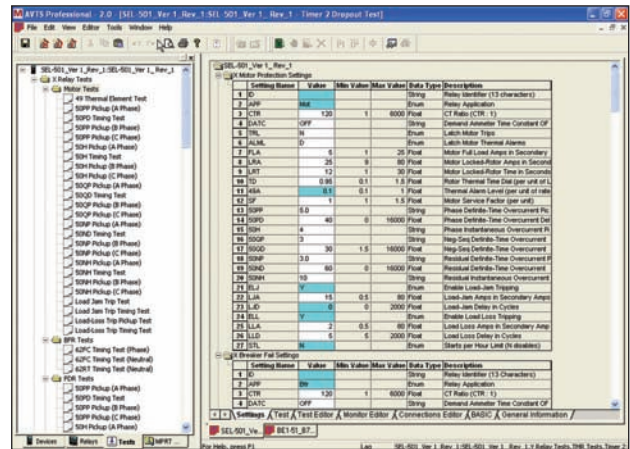 AVTS Professional - 2.0 - [SEL-501_Ver 1_Rev_1:SEL-501_Ver 1_Rev_1 - Timer 2 Dropout Test]
File Edit View Editor Tools Window Help
SEL-501_Ver 1_Rev_1:SEL-501_Ver 1_Rev_1
X Relay Tests
Motor Tests
49 Thermal Element Test
50PP Pickup (A Phase)
50PD Timing Test
50PP Pickup (B Phase)
50PP Pickup (C Phase)
50H Pickup (A Phase)
50H Timing Test
50H Pickup (B Phase)
50H Pickup (C Phase)
50QP Pickup (A Phase)
50QD Timing Test
50QP Pickup (B Phase)
50QP Pickup (C Phase)
50NP Pickup (A Phase)
50ND Timing Test
50NP Pickup (B Phase)
50NP Pickup (C Phase)
50NH Pickup (A Phase)
50NH Timing Test
50NH Pickup (B Phase)
50NH Pickup (C Phase)
Load Jam Trip Test
Load Jam Trip Timing Test
Load-Loss Trip Pickup Test
Load-Loss Trip Timing Test
BFR Tests
62FC Timing Test (Phase)
62FC Timing Test (Neutral)
62RT Timing Test (Neutral)
FDR Tests
50PP Pickup (A Phase)
50PD Timing Test
50PP Pickup (B Phase)
50PP Pickup (C Phase)
50H Pickup (A Phase)
Devices Relays Tests MPRT ...
SEL-501_Ver 1_Rev_1
X Motor Protection Settings
Setting Name Value Min Value Max Value Data Type Description
1 ID String Relay Identifier (13 characters)
2 APP Mot Enum Relay Application
3 CTR 120 1 6000 Float CT Ratio (CTR : 1)
4 DATC OFF String Demand Ammeter Time Constant OF
5 TRL N Enum Latch Motor Trips
6 ALML D Enum Latch Motor Thermal Alarms
7 FLA 5 1 Float Motor Full Load Amps in Secondary
8 LRA 25 80 Float Motor Locked-Rotor Amps in Second
9 LRT 12 1 30 Float Motor Locked-Rotor Time in Seconds
10 TD 0.95 0.1 1.5 Float Rotor Thermal Time Dial (per unit of L
11 49A 0.1 0.1 1 Float Thermal Alarm Level (per unit of rate
12 SF 1 1 1.5 Float Motor Service Factor (per unit)
13 50PP 5.0 String Phase Definite-Time Overcurrent Pic
14 50PD 40 0 16000 Float Phase Definite-Time Overcurrent Del
15 50H 4 String Phase Instantaneous Overcurrent Pi
16 50QP 3 String Neg-Seq Definite-Time Overcurrent
17 50QD 30 1.5 16000 Float Neg-Seq Definite-Time Overcurrent
18 50NP 3.0 String Residual Definite-Time Overcurrent P
19 50ND 60 0 16000 Float Residual Definite-Time Overcurrent
20 50NH 10 String Residual Instantaneous Overcurrent
21 ELJ Y Enum Enable Load-Jam Tripping
22 LJA 15 0.5 80 Float Load-Jam Delay in Secondary Amps
23 LJD 0 0 2000 Float Load-Jam Delay in Cycles
24 ELL Y Enum Enable Load Loss Tripping
25 LLA 2 0.5 80 Float Load Loss Amps in Secondary Amp
26 LLD 5 5 2000 Float Load Loss Delay in Cycles
27 STL N Enum Starts per Hour Limit (N disables)
X Breaker Fail Settings
Setting Name Value Min Value Max Value Data Type Description
1 ID String Relay Identifier (13 characters)
2 APP Bfr Enum Relay Application
3 CTR 120 1 6000 Float CT Ratio (CTR : 1)
4 DATC OFF String Demand Ammeter Time Constant OF
Settings Test Test Editor Monitor Editor Connections Editor BASIC General Information
SEL-501_Ve... BE1-51_B7...
For Help, press F1